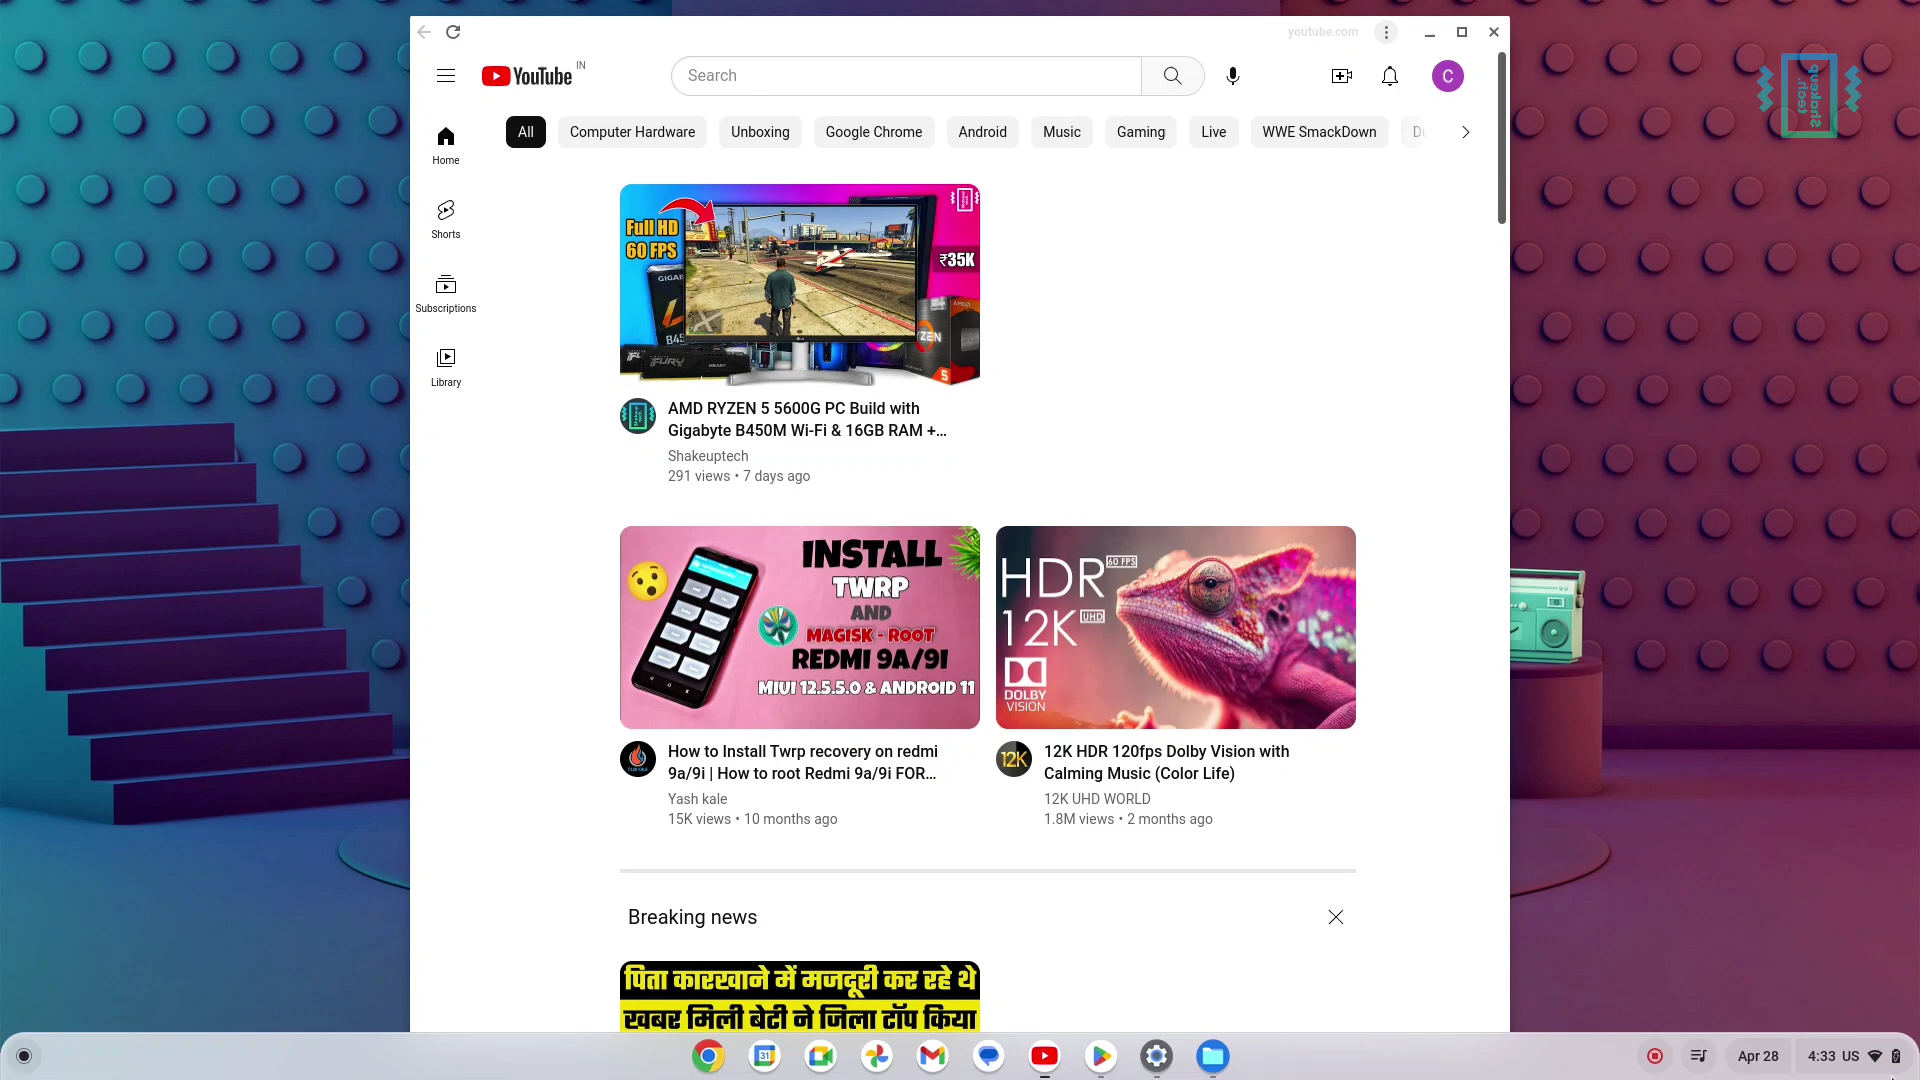 youtube.com
YouTube IN
Search
C
All
Computer Hardware
Unboxing
Google Chrome
Android
Music
Gaming
Live
WWE SmackDown
Home
Shorts
Subscriptions
Library
Full HD
60 FPS
₹35K
AMD RYZEN 5 5600G PC Build with
Gigabyte B450M Wi-Fi & 16GB RAM +...
Shakeuptech
291 views • 7 days ago
INSTALL
TWRP
AND
MAGISK - ROOT
REDMI 9A/9I
MIUI 12.5.5.0 & ANDROID 11
How to Install Twrp recovery on redmi
9a/9i | How to root Redmi 9a/9i FOR...
Yash kale
15K views • 10 months ago
HDR 60 FPS
12K UHD
DOLBY
VISION
12K
12K HDR 120fps Dolby Vision with
Calming Music (Color Life)
12K UHD WORLD
1.8M views • 2 months ago
Breaking news
पिता कारखाने में मजदूरी कर रहे थे
खबर मिली बेटी ने जिला टॉप किया
Shakeup
tech.
31
Apr 28
4:33 US